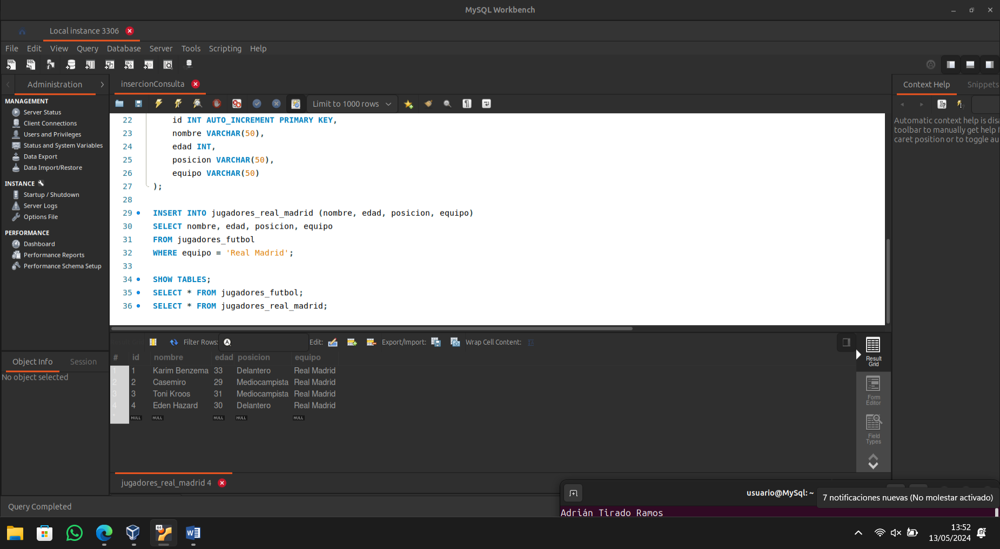 MySQL Workbench
Local instance 3306
File Edit View Query Database Server Tools Scripting Help
Administration
MANAGEMENT
Server Status
Client Connections
Users and Privileges
Status and System Variables
Data Export
Data Import/Restore
INSTANCE
Startup / Shutdown
Server Logs
Options File
PERFORMANCE
Dashboard
Performance Reports
Performance Schema Setup
Object Info Session
No object selected
insercionConsulta
Limit to 1000 rows
22 id INT AUTO_INCREMENT PRIMARY KEY,
23 nombre VARCHAR(50),
24 edad INT,
25 posicion VARCHAR(50),
26 equipo VARCHAR(50)
27 );
28
29 INSERT INTO jugadores_real_madrid (nombre, edad, posicion, equipo)
30 SELECT nombre, edad, posicion, equipo
31 FROM jugadores_futbol
32 WHERE equipo = 'Real Madrid';
33
34 SHOW TABLES;
35 SELECT * FROM jugadores_futbol;
36 SELECT * FROM jugadores_real_madrid;
Filter Rows: Edit: Export/Import: Wrap Cell Content:
# id nombre edad posicion equipo
1 1 Karim Benzema 33 Delantero Real Madrid
2 2 Casemiro 29 Mediocampista Real Madrid
3 3 Toni Kroos 31 Mediocampista Real Madrid
4 4 Eden Hazard 30 Delantero Real Madrid
* NULL NULL NULL NULL NULL
Result
Grid
Form
Editor
Field
Types
Context Help Snippets
Automatic context help is dis
toolbar to manually get help
caret position or to toggle au
jugadores_real_madrid 4
Query Completed
usuario@MySql: ~
7 notificaciones nuevas (No molestar activado)
Adrián Tirado Ramos
13:52
13/05/2024